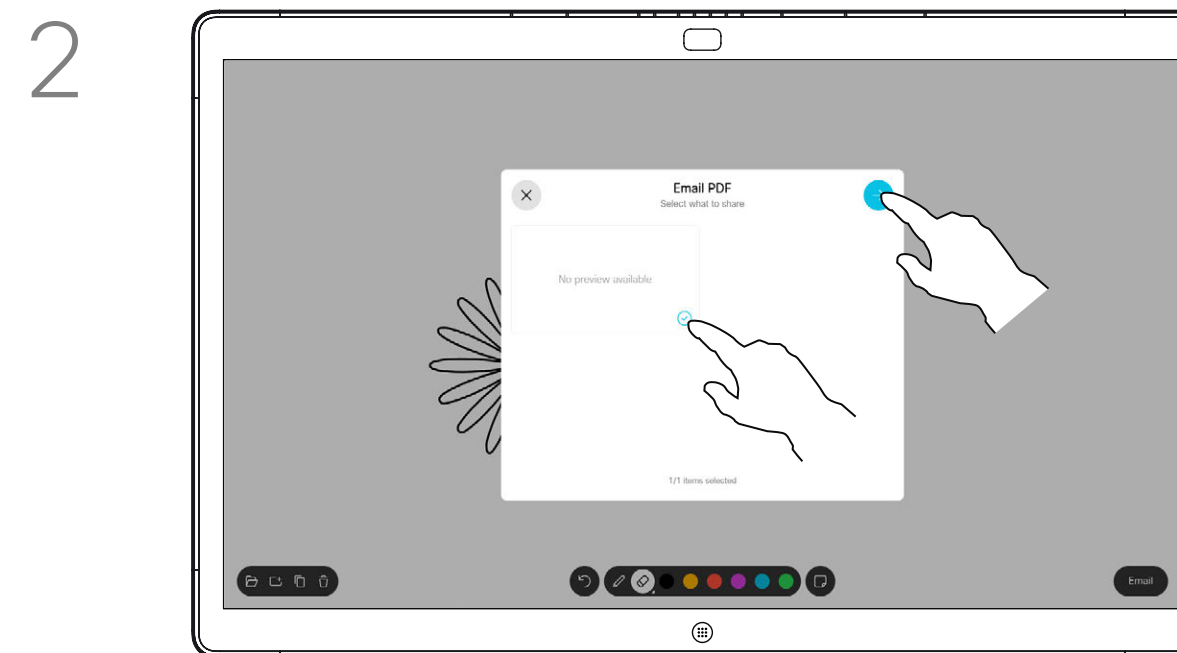 2
Email PDF
Select what to share
No preview available
1/1 items selected
Email